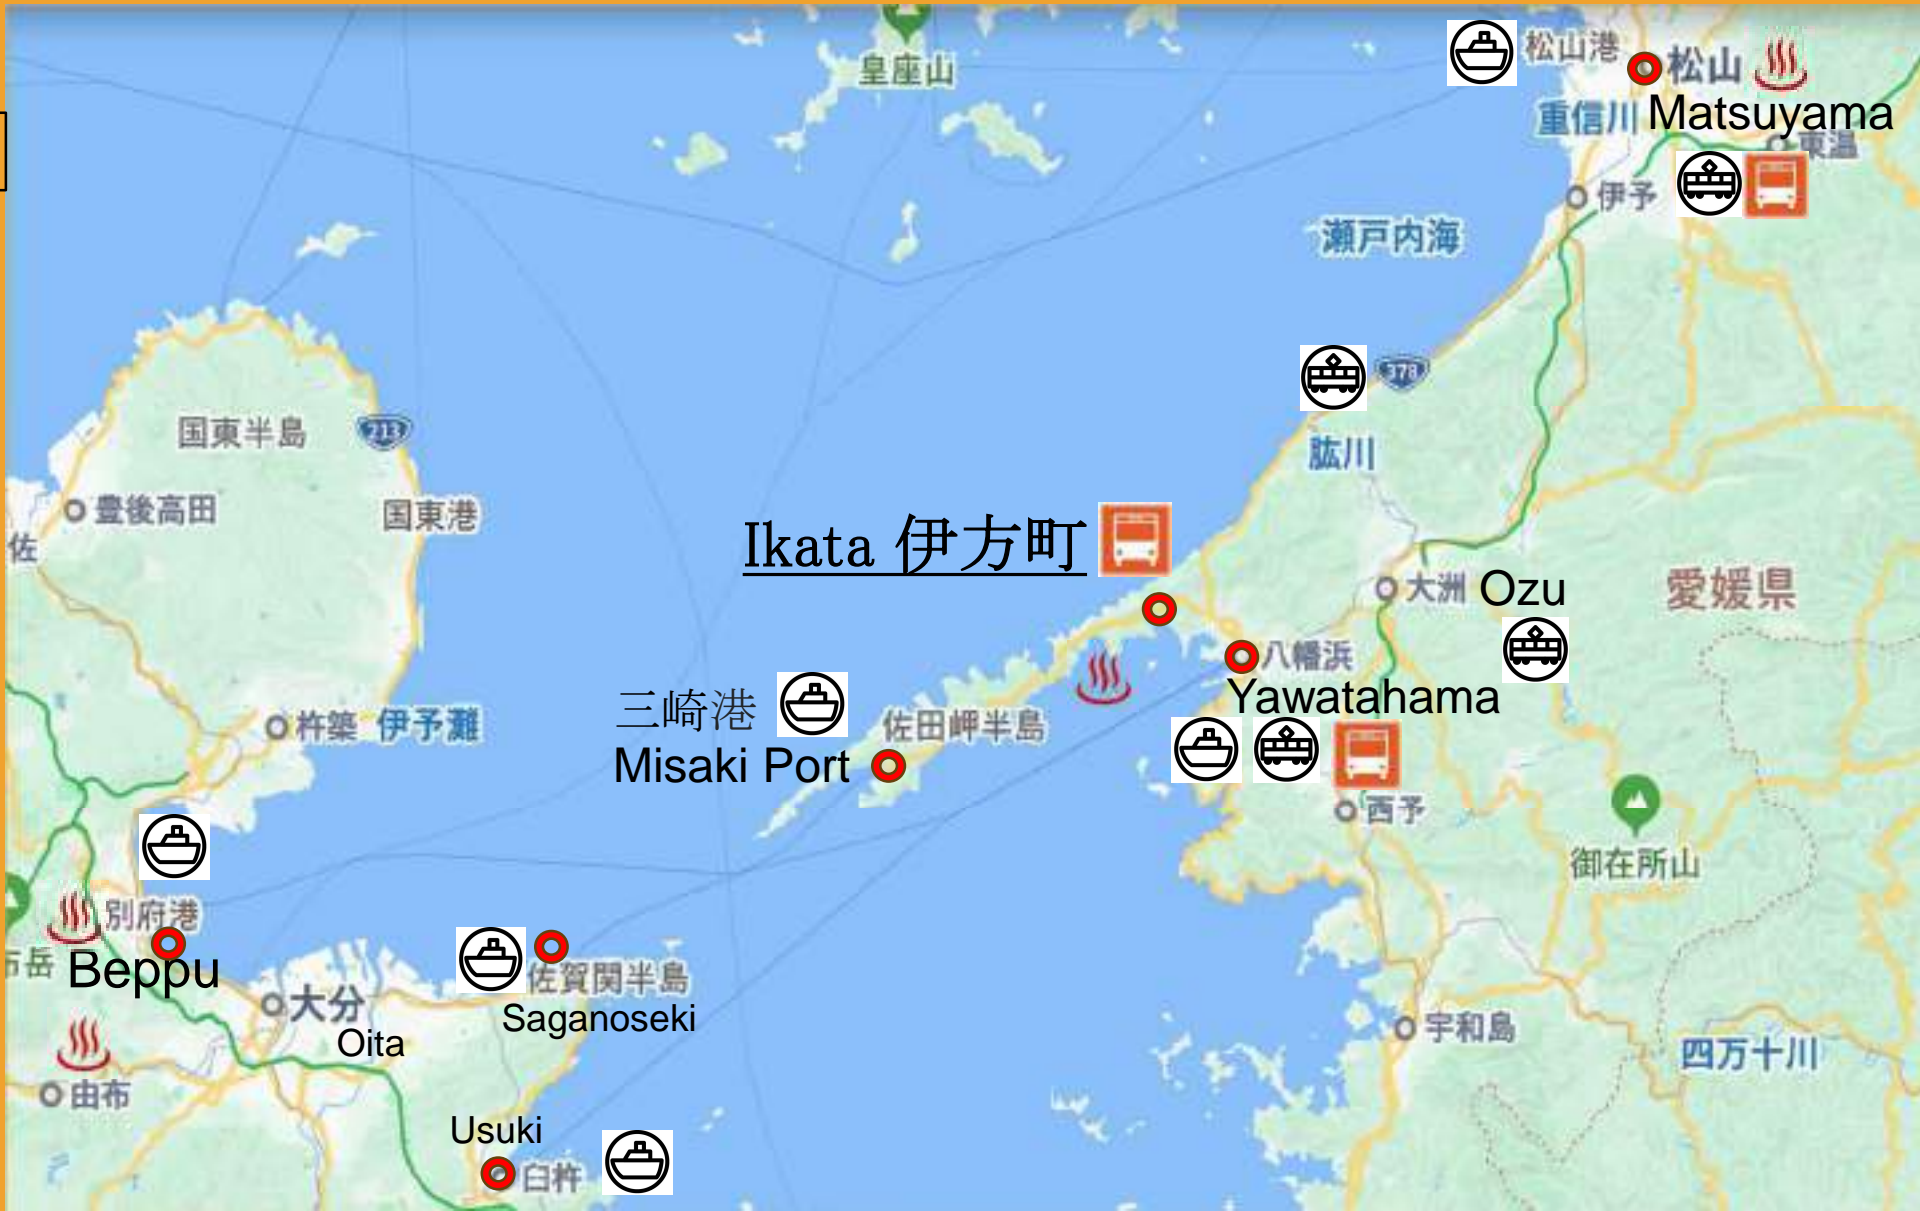 皇座山
松山港
松山
重信川
Matsuyama
東温
伊予
瀬戸内海
378
国東半島
213
肱川
豊後高田
国東港
佐
Ikata 伊方町
大洲 Ozu
愛媛県
八幡浜
Yawatahama
三崎港
佐田岬半島
Misaki Port
杵築
伊予灘
西予
御在所山
別府港
布岳
Beppu
佐賀関半島
Saganoseki
大分
Oita
宇和島
四万十川
由布
Usuki
臼杵